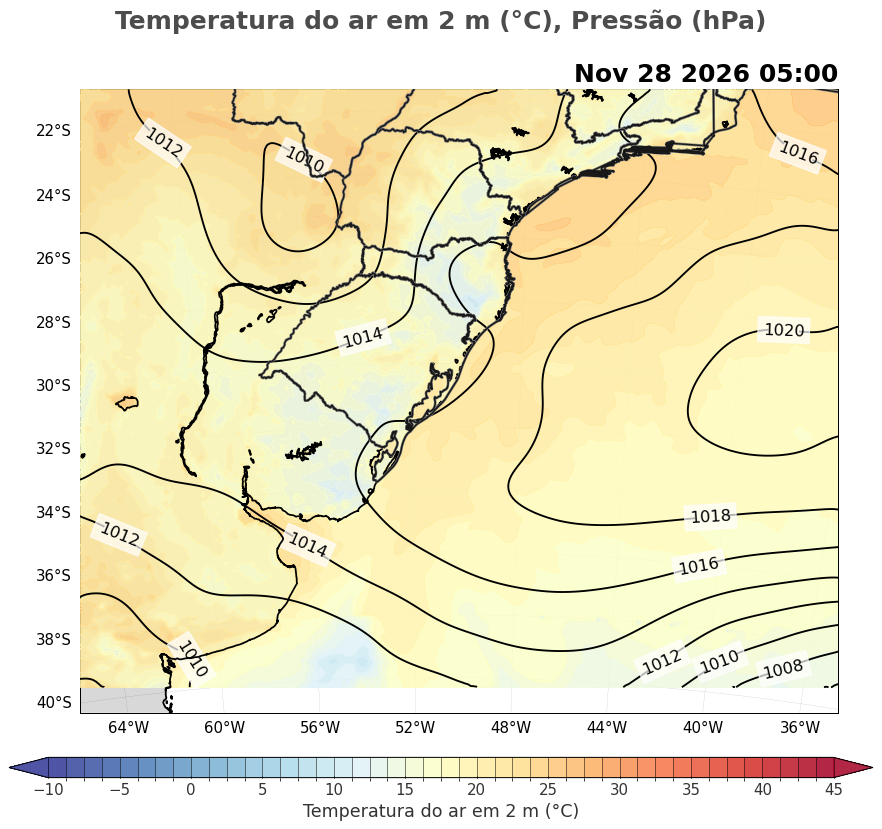 Temperatura do ar em 2 m (°C), Pressão (hPa)
Nov 28 2026 05:00
22°S
24°S
26°S
28°S
30°S
32°S
34°S
36°S
38°S
40°S
1012
1010
1016
1014
1020
1018
1012
1014
1016
1010
1012
1010
1008
64°W
60°W
56°W
52°W
48°W
44°W
40°W
36°W
−10
−5
0
5
10
15
20
25
30
35
40
45
Temperatura do ar em 2 m (°C)